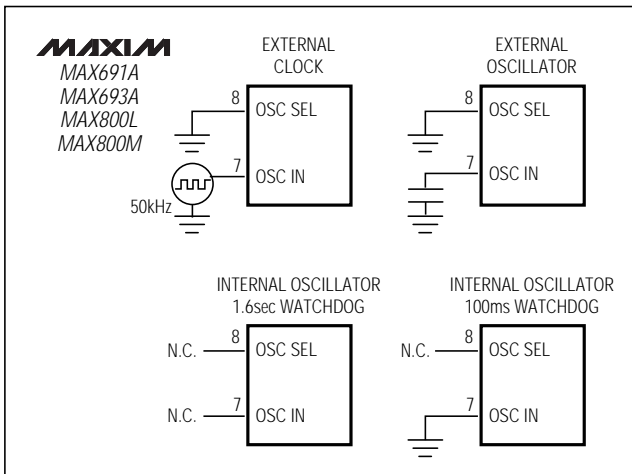 MAXIM
MAX691A
MAX693A
MAX800L
MAX800M
EXTERNAL
CLOCK
8
OSC SEL
7
OSC IN
50kHz
EXTERNAL
OSCILLATOR
8
OSC SEL
7
OSC IN
INTERNAL OSCILLATOR
1.6sec WATCHDOG
N.C.
8
OSC SEL
N.C.
7
OSC IN
INTERNAL OSCILLATOR
100ms WATCHDOG
N.C.
8
OSC SEL
7
OSC IN